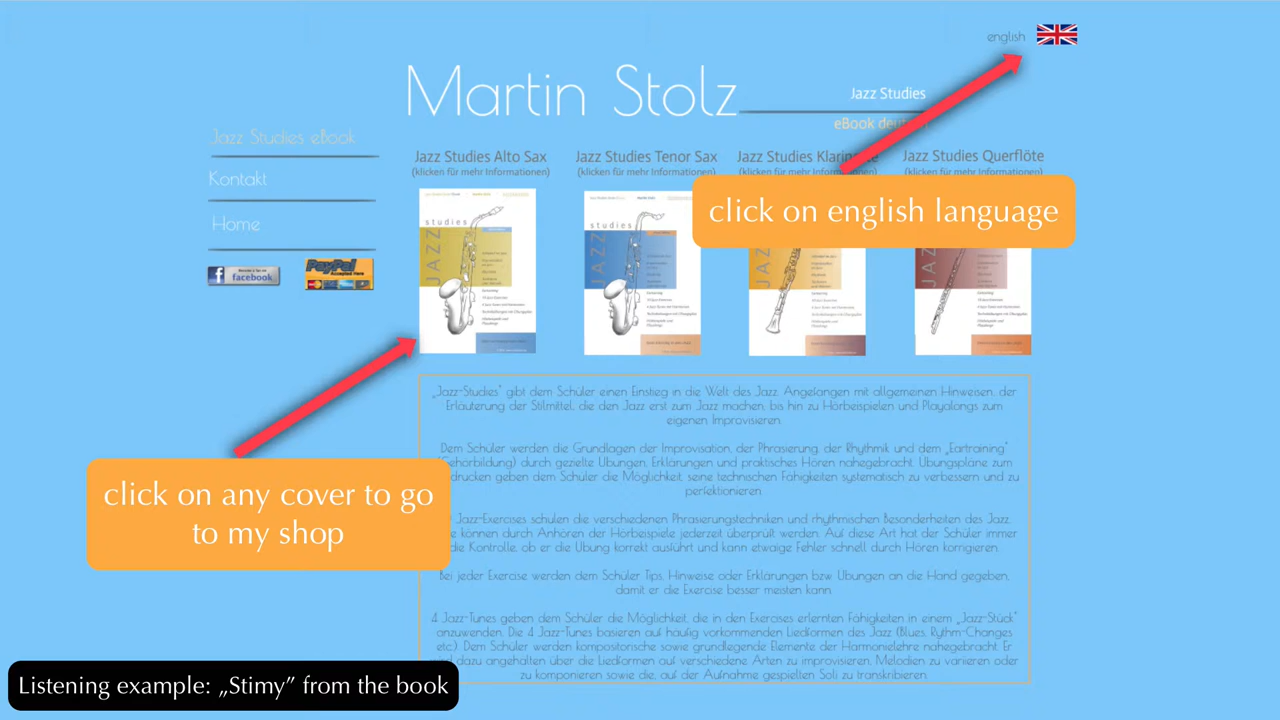 english
Martin Stolz
Jazz Studies
eBook
Jazz Studies eBook
Kontakt
Home
facebook
PayPal
Jazz Studies Alto Sax
(klicken für mehr Informationen)
Jazz Studies Tenor Sax
(klicken für mehr Informationen)
Jazz Studies
(klicken für mehr Informationen)
Jazz Studies Querflöte
studies
JAZZ
studies
JAZZ
click on english language
click on any cover to go
to my shop
„Jazz-Studies" gibt dem Schüler einen Einstieg in die Welt des Jazz. Angefangen mit allgemeinen Hinweisen, der
Erläuterung der Stilmittel, die den Jazz erst zum Jazz machen, bis hin zu Hörbeispielen und Playalongs zum
eigenen Improvisieren.
Dem Schüler werden die Grundlagen der Improvisation, der Phrasierung, der Rhythmik und dem „Eartraining"
(Gehörbildung) durch gezielte Übungen, Erklärungen und praktisches Hören nahegebracht. Übungspläne zum
drucken geben dem Schüler die Möglichkeit, seine technischen Fähigkeiten systematisch zu verbessern und zu
perfektionieren.
Jazz-Exercises schulen die verschiedenen Phrasierungstechniken und rhythmischen Besonderheiten des Jazz,
können durch Anhören der Hörbeispiele jederzeit überprüft werden. Auf diese Art hat der Schüler immer
die Kontrolle, ob er die Übung korrekt ausführt und kann etwaige Fehler schnell durch Hören korrigieren.
Bei jeder Exercise werden dem Schüler Tips, Hinweise oder Erklärungen bzw. Übungen an die Hand gegeben,
damit er die Exercise besser meisten kann.
4 Jazz-Tunes geben dem Schüler die Möglichkeit, die in den Exercises erlernten Fähigkeiten in einem „Jazz-Stück"
anzuwenden. Die 4 Jazz-Tunes basieren auf häufig vorkommenden Liedformen des Jazz (Blues, Rythm-Changes
etc.). Dem Schüler werden kompositorische sowie grundlegende Elemente der Harmonielehre nahegebracht. Er
dazu angehalten über die Liedformen auf verschiedene Arten zu improvisieren, Melodien zu variieren oder
zu komponieren sowie die, auf der Aufnahme gespielten Soli zu transkribieren.
Listening example: „Stimy" from the book